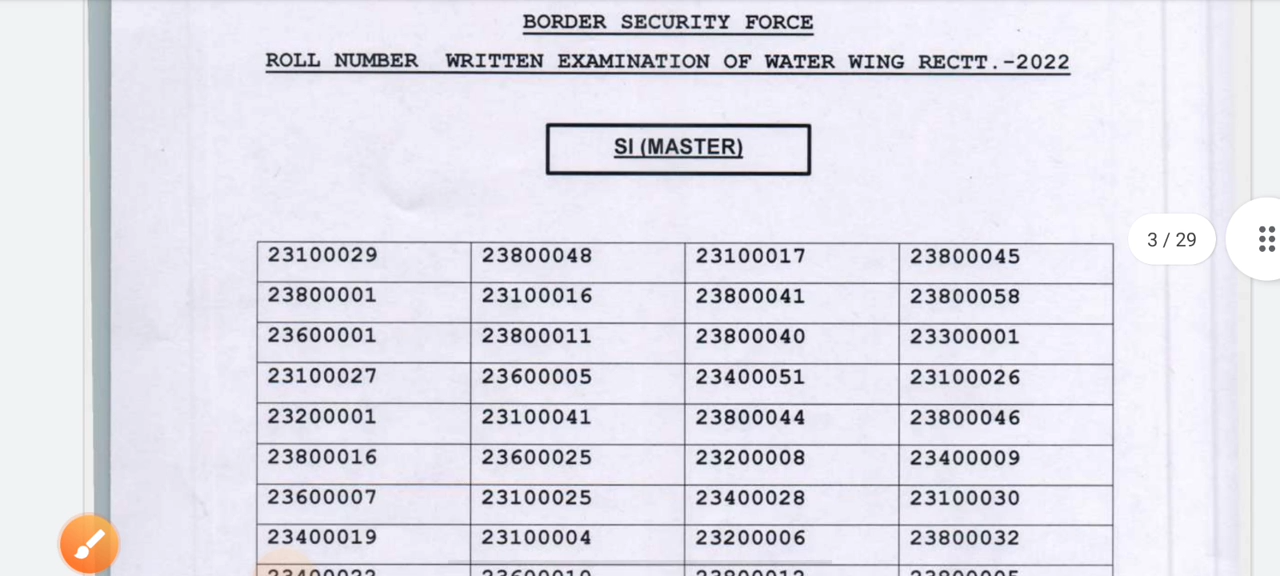 BORDER SECURITY FORCE
ROLL NUMBER WRITTEN EXAMINATION OF WATER WING RECTT.-2022
SI (MASTER)
23100029 23800048 23100017 23800045
3 / 29
23800001 23100016 23800041 23800058
23600001 23800011 23800040 23300001
23100027 23600005 23400051 23100026
23200001 23100041 23800044 23800046
23800016 23600025 23200008 23400009
23600007 23100025 23400028 23100030
23400019 23100004 23200006 23800032